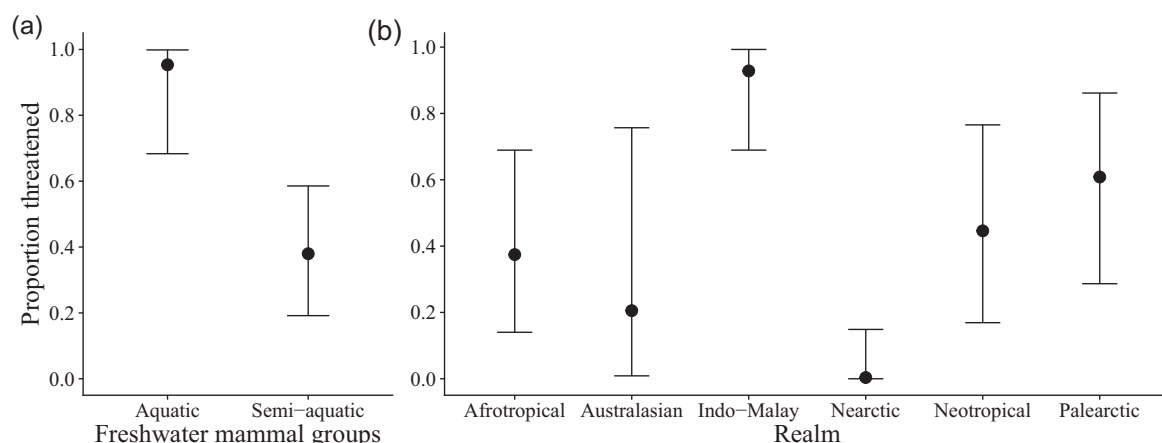 (a)
Proportion threatened
1.0
0.8
0.6
0.4
0.2
0.0
Aquatic Semi−aquatic
Freshwater mammal groups
(b)
1.0
0.8
0.6
0.4
0.2
0.0
Afrotropical Australasian Indo−Malay Nearctic Neotropical Palearctic
Realm